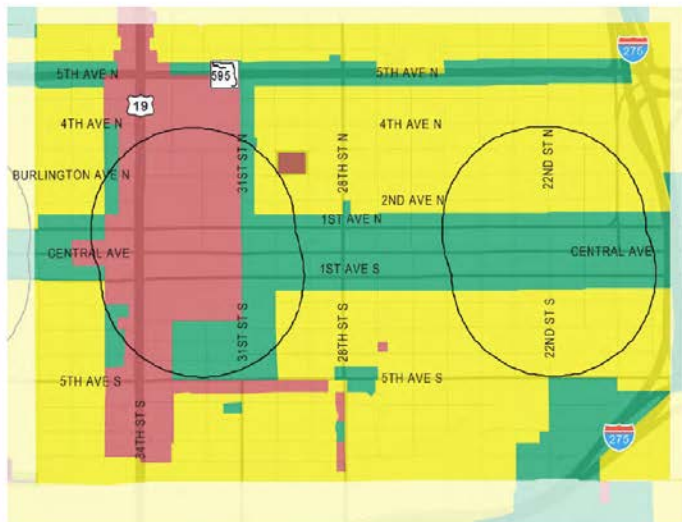 275
5TH AVE N
595
5TH AVE N
19
4TH AVE N
4TH AVE N
31ST ST N
28TH ST N
22ND ST N
BURLINGTON AVE N
2ND AVE N
1ST AVE N
CENTRAL AVE
CENTRAL AVE
1ST AVE S
31ST ST S
28TH ST S
22ND ST S
5TH AVE S
5TH AVE S
34TH ST S
275